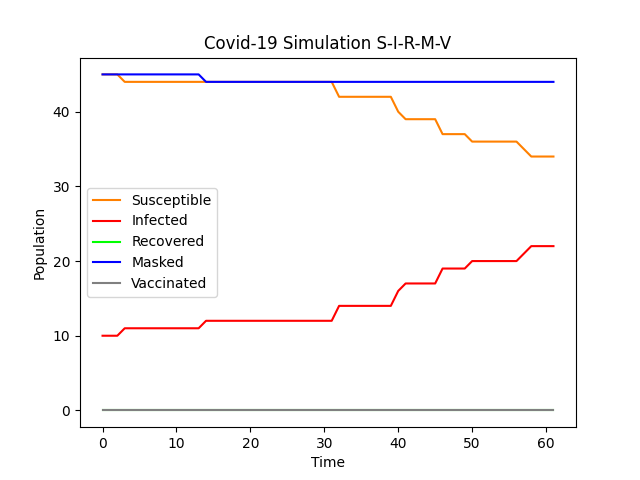 Covid-19 Simulation S-I-R-M-V
Population
40
30
20
10
0
Susceptible
Infected
Recovered
Masked
Vaccinated
0 10 20 30 40 50 60
Time